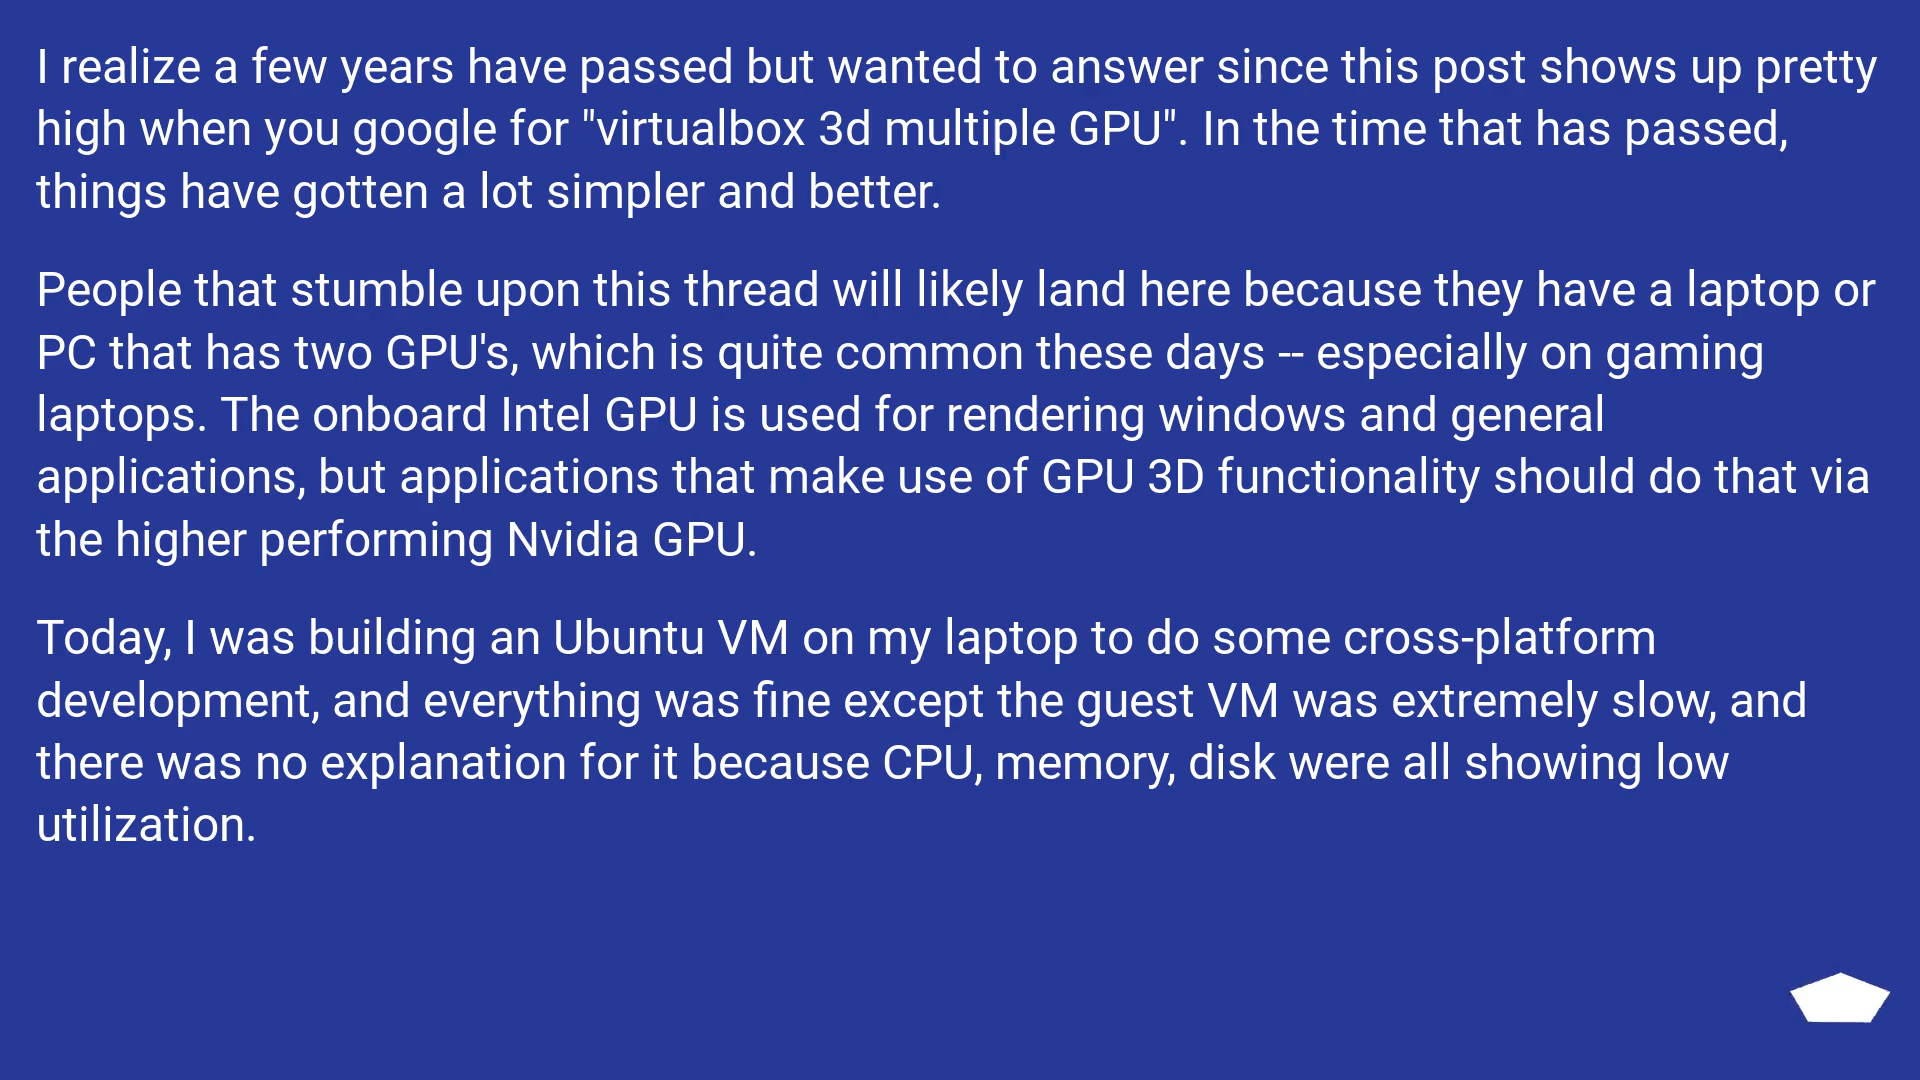 I realize a few years have passed but wanted to answer since this post shows up pretty
high when you google for "virtualbox 3d multiple GPU". In the time that has passed,
things have gotten a lot simpler and better.
People that stumble upon this thread will likely land here because they have a laptop or
PC that has two GPU's, which is quite common these days -- especially on gaming
laptops. The onboard Intel GPU is used for rendering windows and general
applications, but applications that make use of GPU 3D functionality should do that via
the higher performing Nvidia GPU.
Today, I was building an Ubuntu VM on my laptop to do some cross-platform
development, and everything was fine except the guest VM was extremely slow, and
there was no explanation for it because CPU, memory, disk were all showing low
utilization.